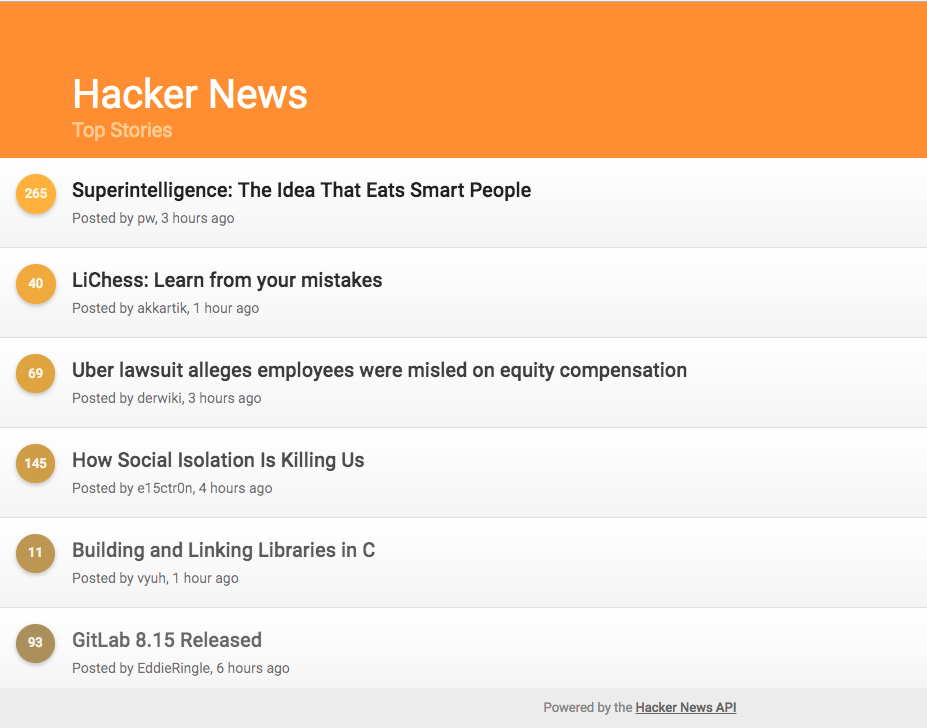 Hacker News
Top Stories
265
Superintelligence: The Idea That Eats Smart People
Posted by pw, 3 hours ago
40
LiChess: Learn from your mistakes
Posted by akkartik, 1 hour ago
69
Uber lawsuit alleges employees were misled on equity compensation
Posted by derwiki, 3 hours ago
145
How Social Isolation Is Killing Us
Posted by e15ctr0n, 4 hours ago
11
Building and Linking Libraries in C
Posted by vyuh, 1 hour ago
93
GitLab 8.15 Released
Posted by EddieRingle, 6 hours ago
Powered by the Hacker News API